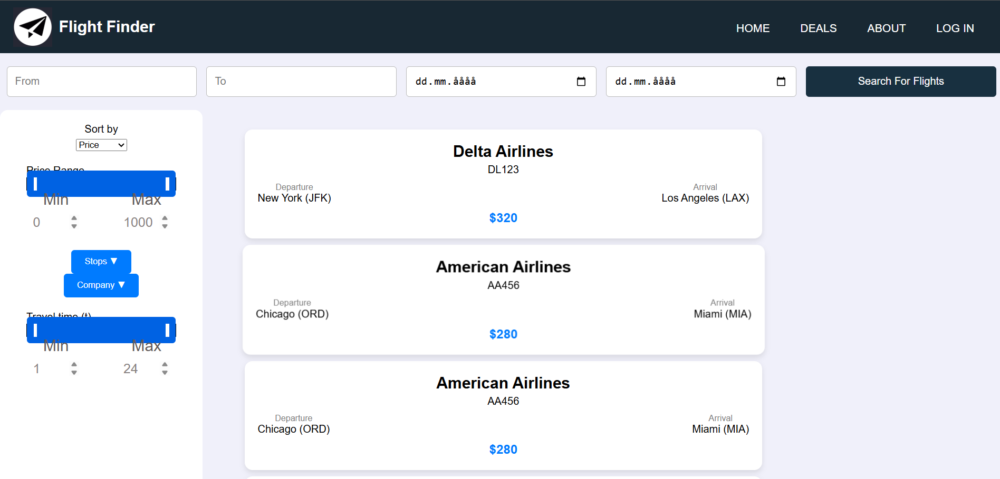 Flight Finder
HOME DEALS ABOUT LOG IN
From To dd.mm.åååå dd.mm.åååå Search For Flights
Sort by
Price
Price Range
Min Max
0 1000
Stops ▼
Company ▼
Travel time (t)
Min Max
1 24
Delta Airlines
DL123
Departure Arrival
New York (JFK) Los Angeles (LAX)
$320
American Airlines
AA456
Departure Arrival
Chicago (ORD) Miami (MIA)
$280
American Airlines
AA456
Departure Arrival
Chicago (ORD) Miami (MIA)
$280